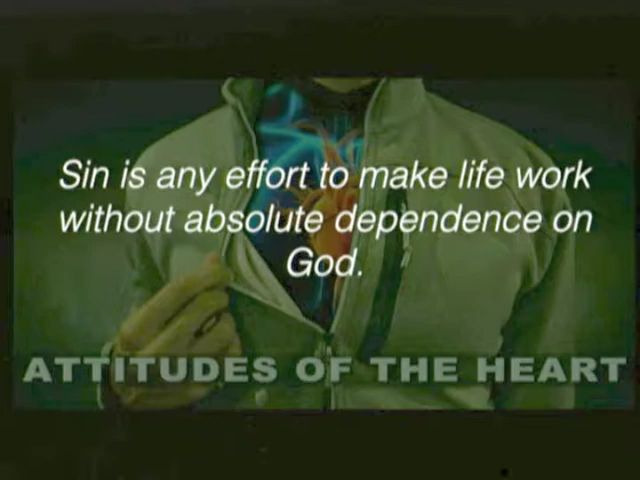 Sin is any effort to make life work
without absolute dependence on
God.
ATTITUDES OF THE HEART